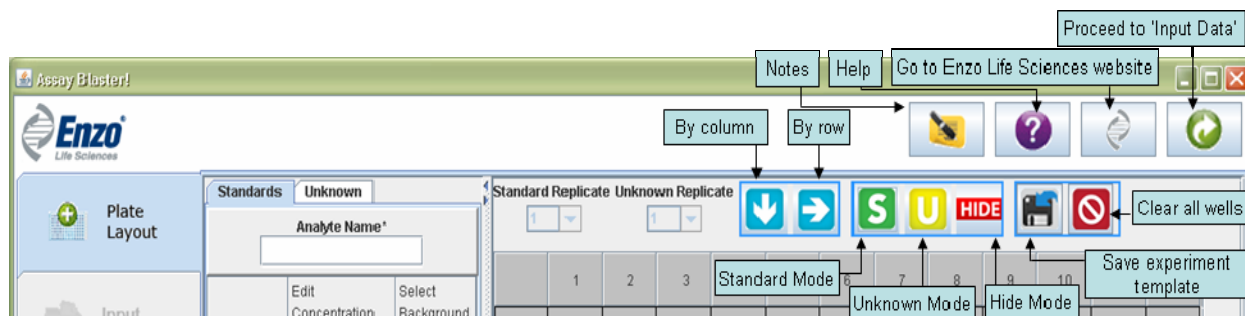 Proceed to 'Input Data'
Notes
Help
Go to Enzo Life Sciences website
Assay Blaster!
Enzo
Life Sciences
By column
By row
?
Plate
Layout
Standards
Unknown
Analyte Name*
Standard Replicate
Unknown Replicate
1
1
S
U
HIDE
Clear all wells
Edit
Concentration
Select
Background
1
2
3
6
7
8
9
10
Standard Mode
Unknown Mode
Hide Mode
Save experiment
template
Input